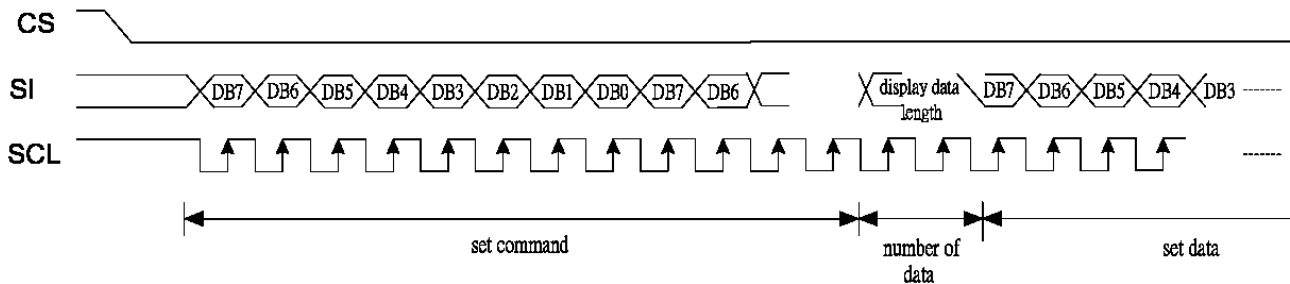 CS
SI
DB7 DB6 DB5 DB4 DB3 DB2 DB1 DB0 DB7 DB6
display data
length
DB7 DB6 DB5 DB4 DB3
SCL
set command
number of
data
set data